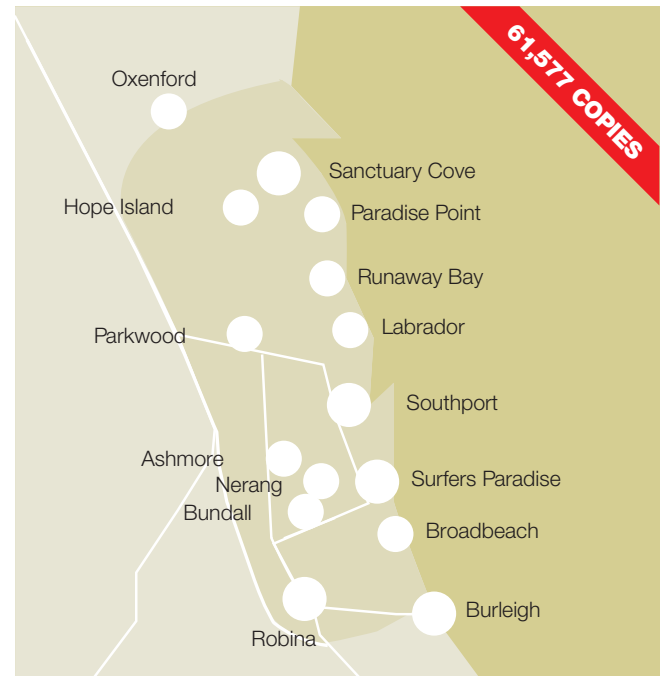 61,577 COPIES
Oxenford
Sanctuary Cove
Hope Island
Paradise Point
Runaway Bay
Parkwood
Labrador
Southport
Ashmore
Nerang
Surfers Paradise
Bundall
Broadbeach
Robina
Burleigh